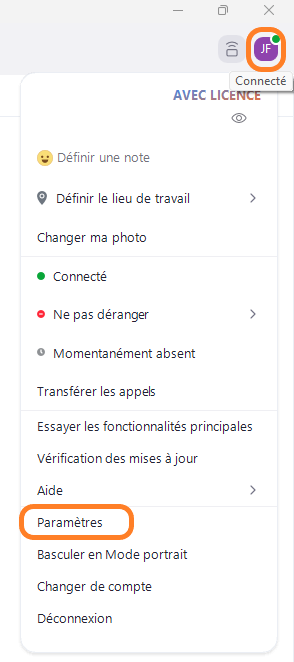 JF
Connecté
AVEC LICENCE
Définir une note
Définir le lieu de travail
Changer ma photo
Connecté
Ne pas déranger
Momentanément absent
Transférer les appels
Essayer les fonctionnalités principales
Vérification des mises à jour
Aide
Paramètres
Basculer en Mode portrait
Changer de compte
Déconnexion